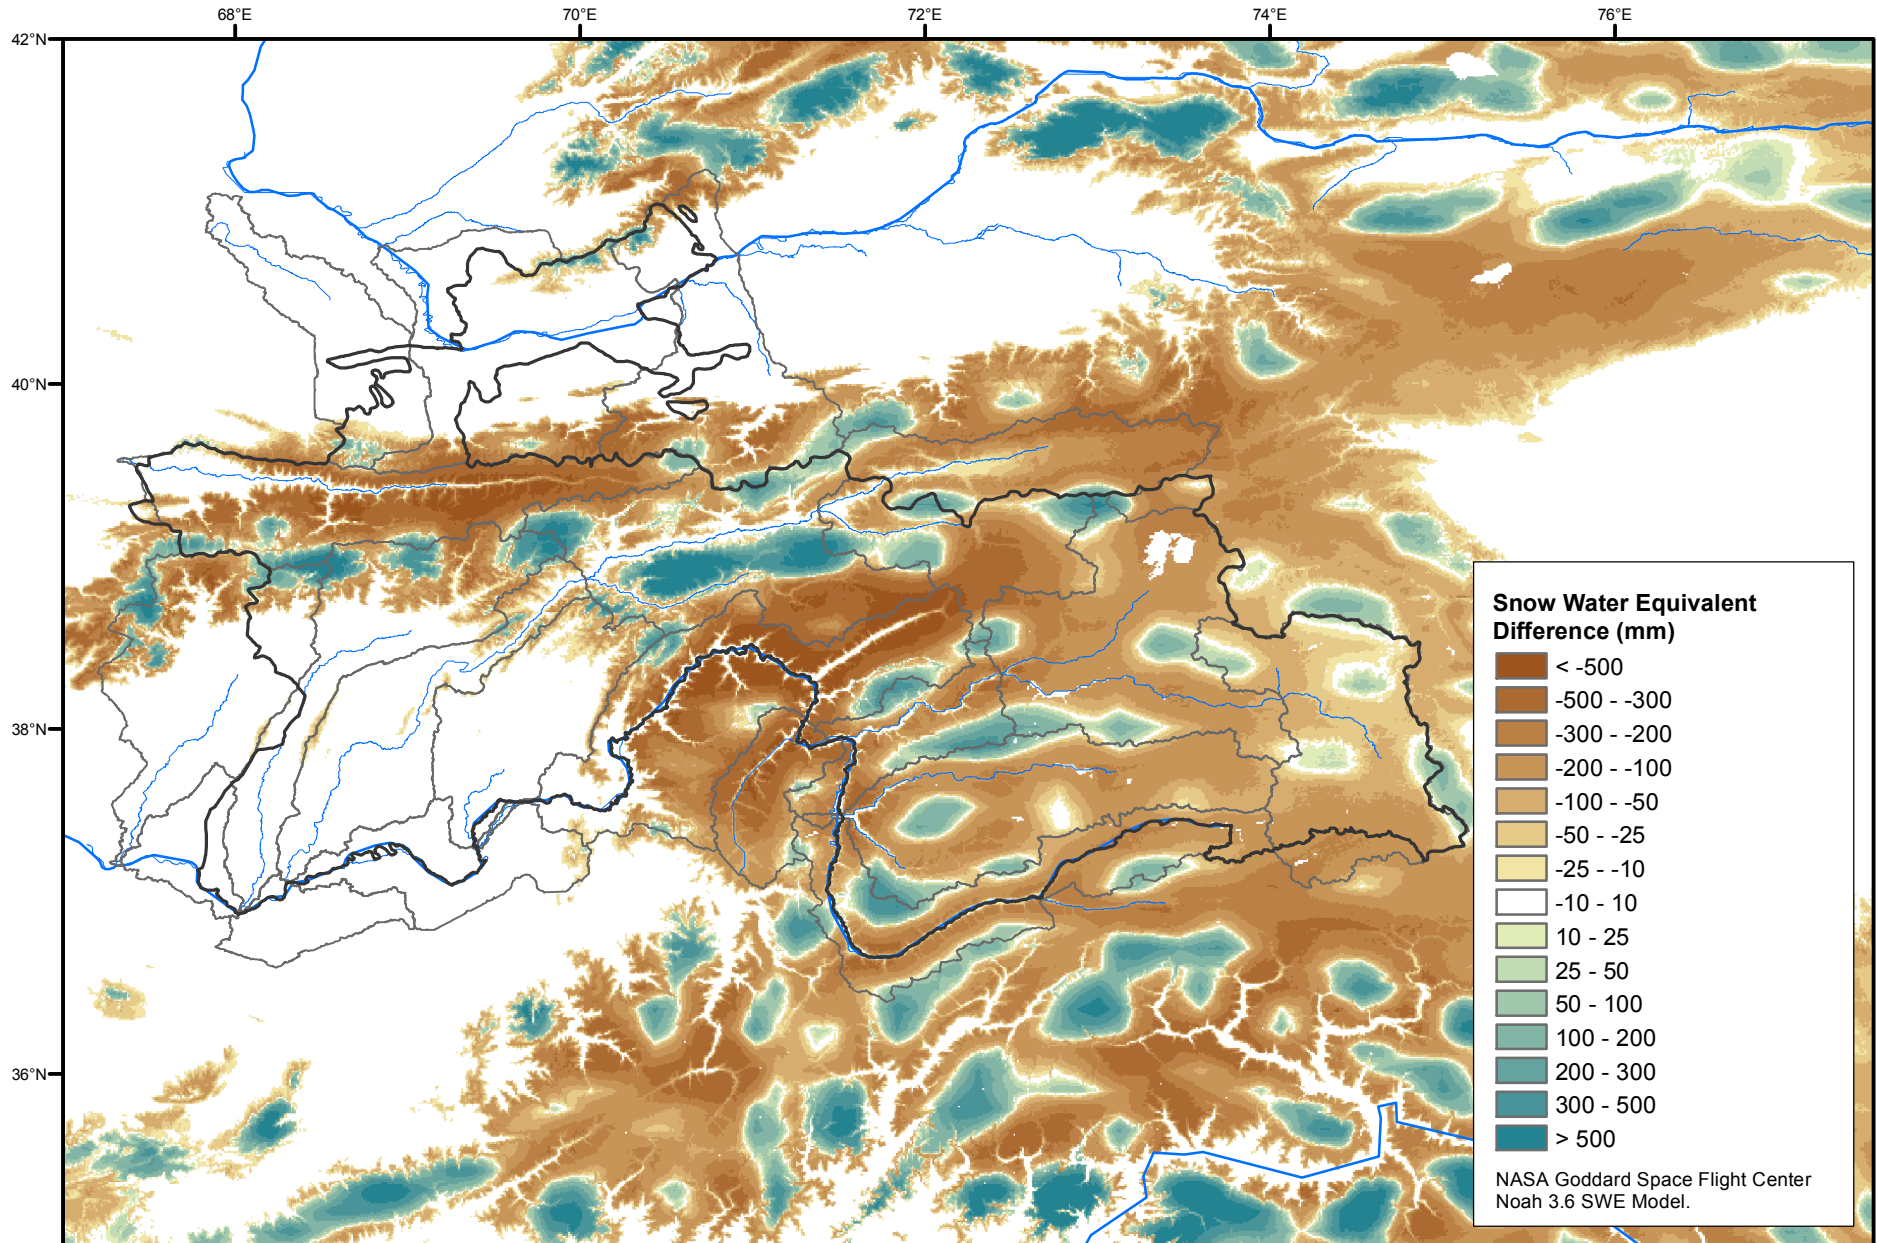 68°E
70°E
72°E
74°E
76°E
42°N
40°N
38°N
36°N
Snow Water Equivalent
Difference (mm)
< -500
-500 - -300
-300 - -200
-200 - -100
-100 - -50
-50 - -25
-25 - -10
-10 - 10
10 - 25
25 - 50
50 - 100
100 - 200
200 - 300
300 - 500
> 500
NASA Goddard Space Flight Center
Noah 3.6 SWE Model.